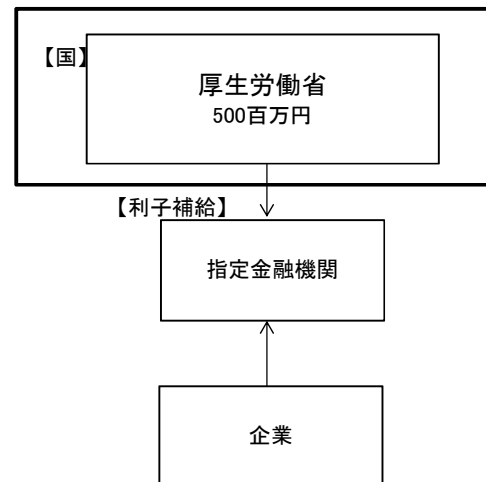 【国】
厚生労働省
500百万円
【利子補給】
指定金融機関
企業